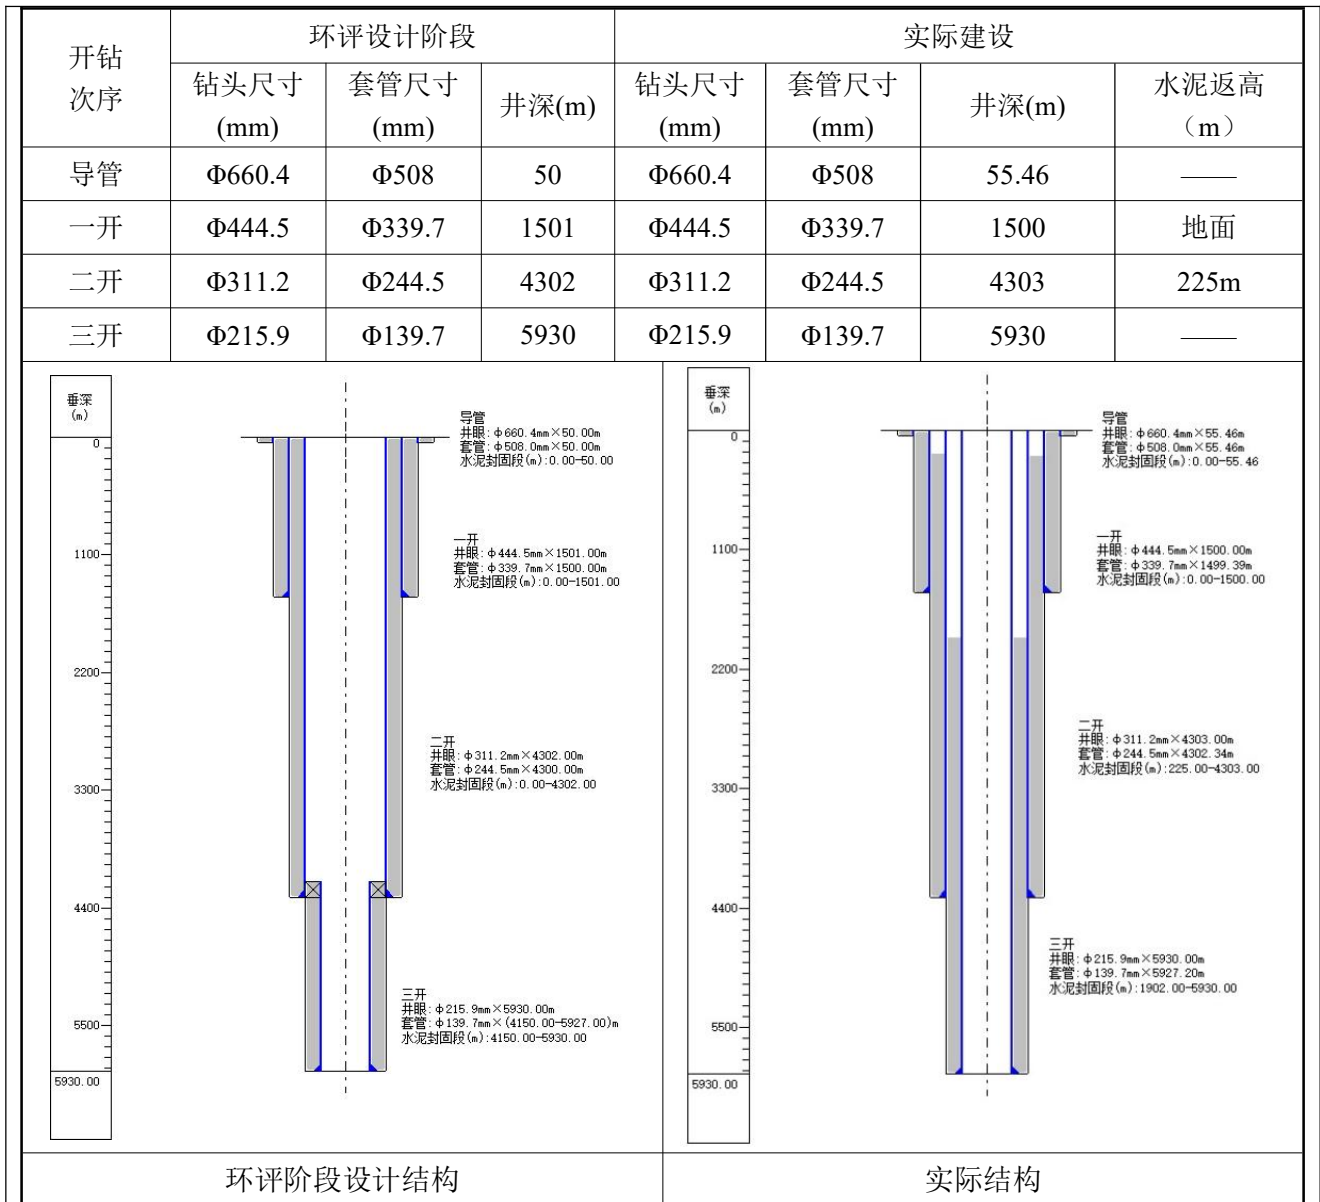 开钻次序 环评设计阶段 实际建设
钻头尺寸(mm) 套管尺寸(mm) 井深(m) 钻头尺寸(mm) 套管尺寸(mm) 井深(m) 水泥返高（m）
导管 Φ660.4 Φ508 50 Φ660.4 Φ508 55.46 ——
一开 Φ444.5 Φ339.7 1501 Φ444.5 Φ339.7 1500 地面
二开 Φ311.2 Φ244.5 4302 Φ311.2 Φ244.5 4303 225m
三开 Φ215.9 Φ139.7 5930 Φ215.9 Φ139.7 5930 ——
垂深
(m)
0
1100
2200
3300
4400
5500
5930.00
导管
井眼:φ660.4mm×50.00m
套管:φ508.0mm×50.00m
水泥封固段(m):0.00-50.00
一开
井眼:φ444.5mm×1501.00m
套管:φ339.7mm×1500.00m
水泥封固段(m):0.00-1501.00
二开
井眼:φ311.2mm×4302.00m
套管:φ244.5mm×4300.00m
水泥封固段(m):0.00-4302.00
三开
井眼:φ215.9mm×5930.00m
套管:φ139.7mm×(4150.00-5927.00)m
水泥封固段(m):4150.00-5930.00
垂深
(m)
0
1100
2200
3300
4400
5500
5930.00
导管
井眼:φ660.4mm×55.46m
套管:φ508.0mm×55.46m
水泥封固段(m):0.00-55.46
一开
井眼:φ444.5mm×1500.00m
套管:φ339.7mm×1499.39m
水泥封固段(m):0.00-1500.00
二开
井眼:φ311.2mm×4303.00m
套管:φ244.5mm×4302.34m
水泥封固段(m):225.00-4303.00
三开
井眼:φ215.9mm×5930.00m
套管:φ139.7mm×5927.20m
水泥封固段(m):1902.00-5930.00
环评阶段设计结构 实际结构